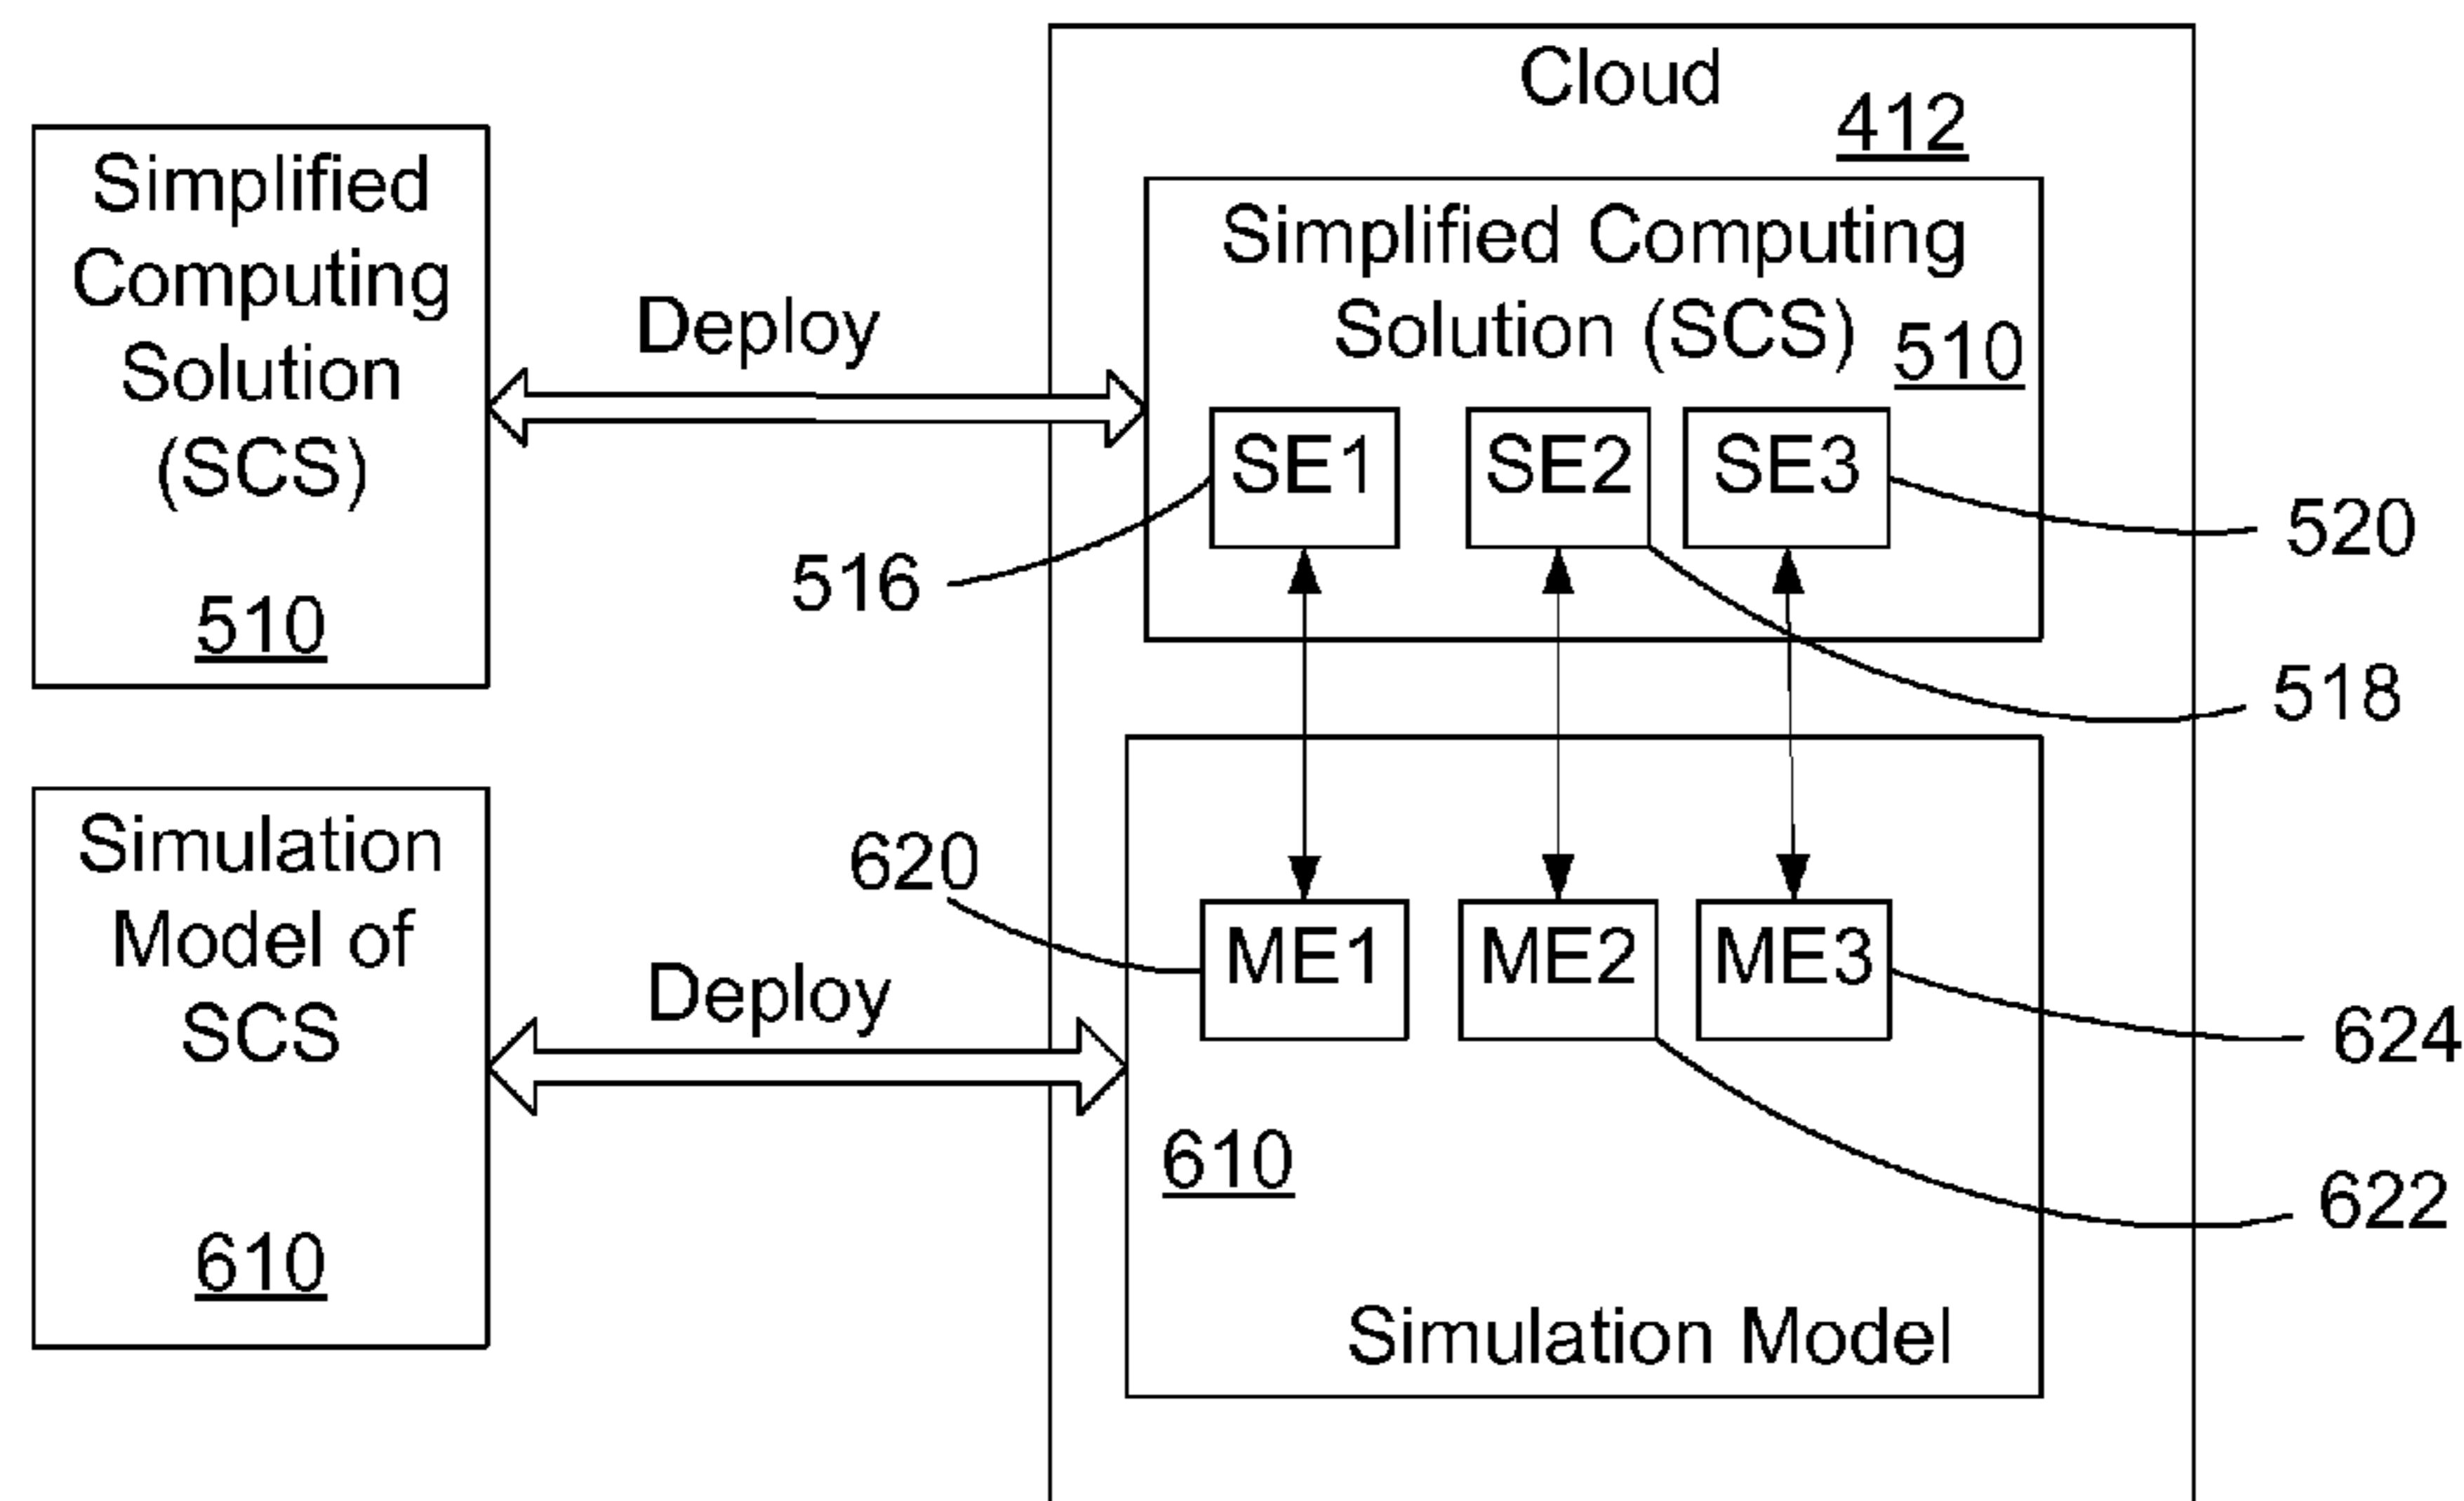 Cloud
412
Simplified
Computing
Solution
(SCS)
510
Deploy
Simplified Computing
Solution (SCS)
510
SE1
SE2
SE3
516
520
518
Simulation
Model of
SCS
610
Deploy
620
ME1
ME2
ME3
624
622
610
Simulation Model